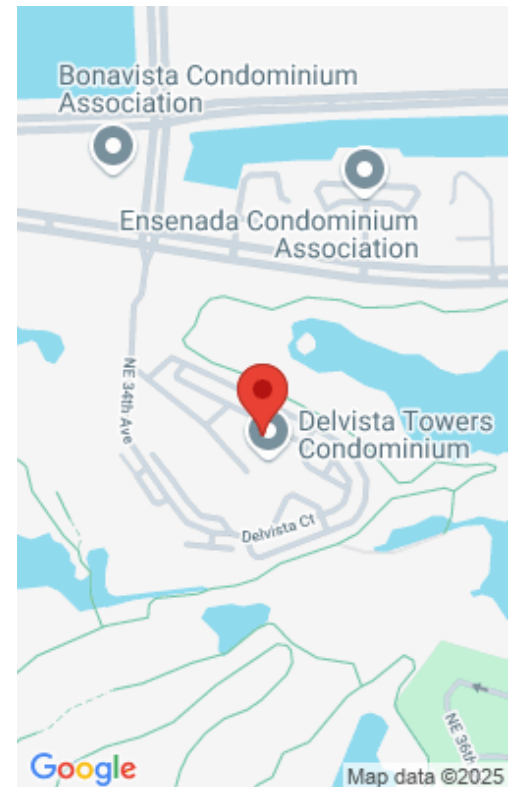 Bonavista Condominium
Association
Ensenada Condominium
Association
NE 34th Ave
Delvista Towers
Condominium
Delvista Ct
NE 36th
Google
Map data ©2025